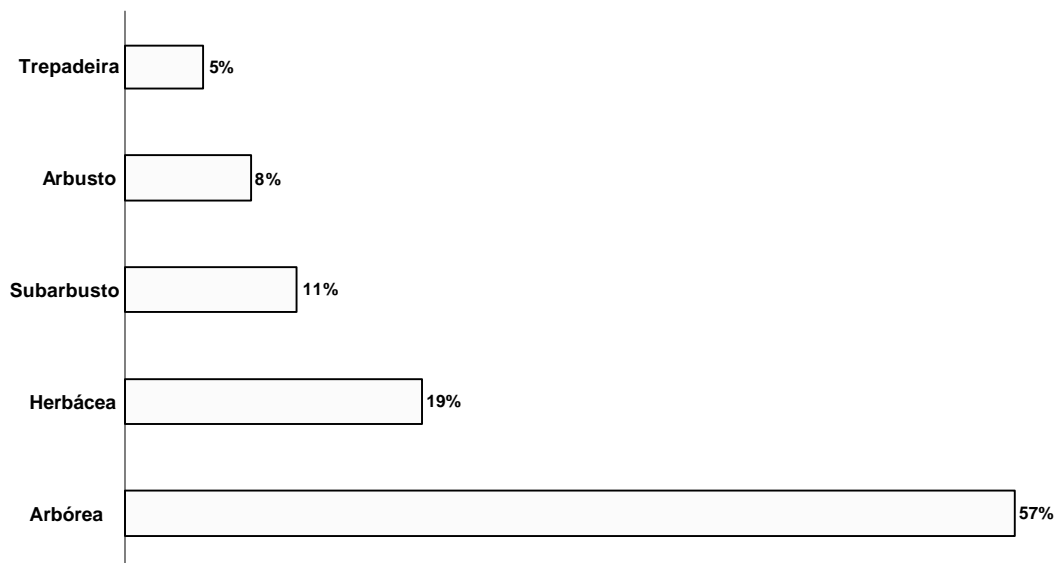 Trepadeira 5%
Arbusto 8%
Subarbusto 11%
Herbácea 19%
Arbórea 57%